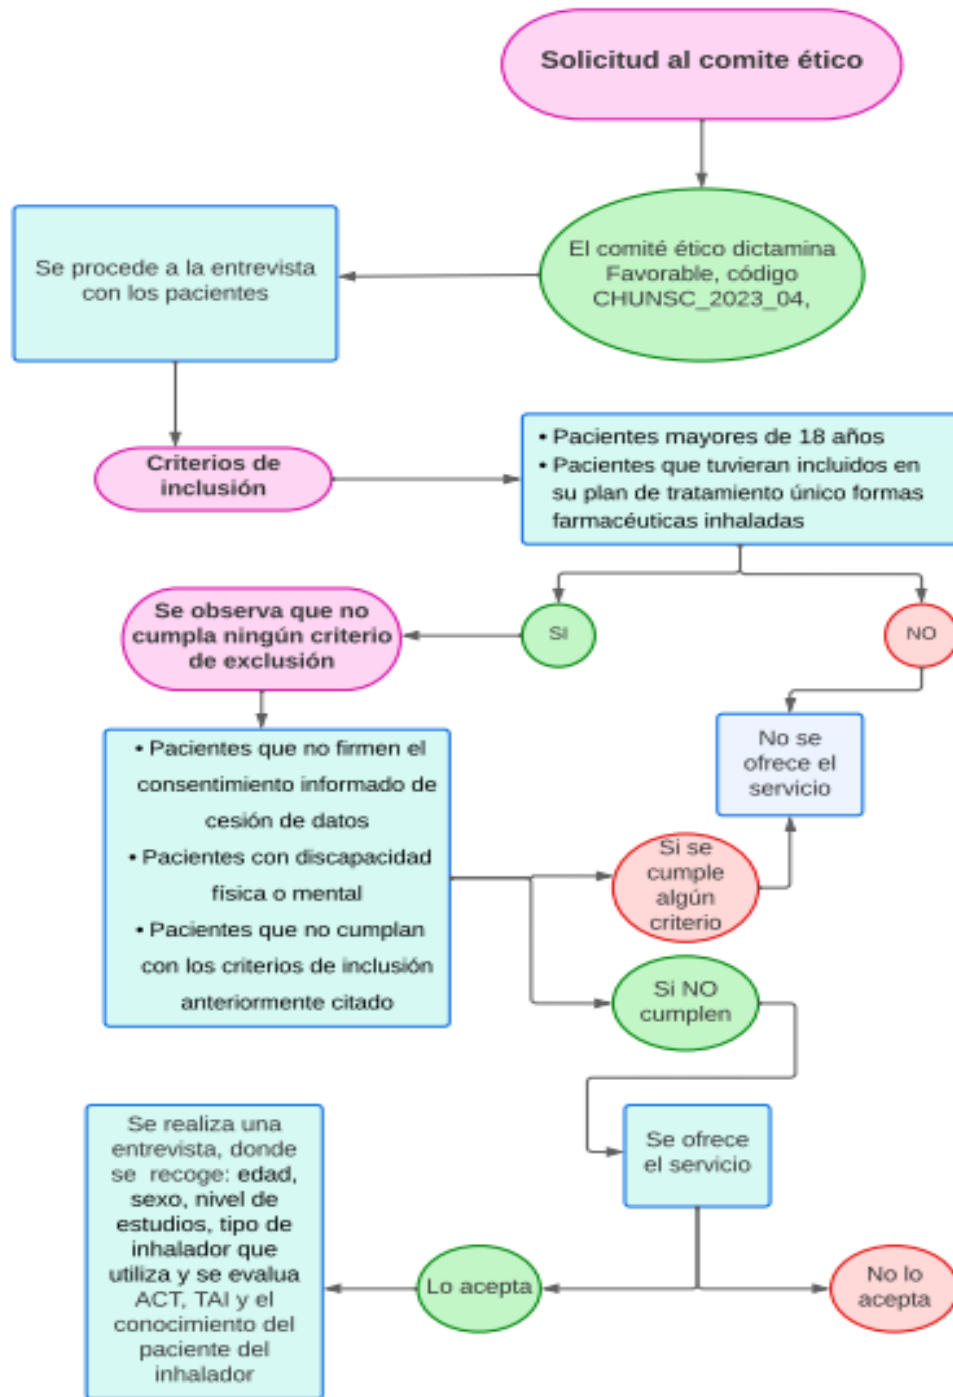 Solicitud al comite ético
El comité ético dictamina
Favorable, código
CHUNSC_2023_04,
Se procede a la entrevista
con los pacientes
Criterios de
inclusión
• Pacientes mayores de 18 años
• Pacientes que tuvieran incluidos en
su plan de tratamiento único formas
farmacéuticas inhaladas
SI
NO
Se observa que no
cumpla ningún criterio
de exclusión
No se
ofrece el
servicio
• Pacientes que no firmen el
consentimiento informado de
cesión de datos
• Pacientes con discapacidad
física o mental
• Pacientes que no cumplan
con los criterios de inclusión
anteriormente citado
Si se
cumple
algún
criterio
Si NO
cumplen
Se ofrece
el servicio
Lo acepta
No lo
acepta
Se realiza una
entrevista, donde
se recoge: edad,
sexo, nivel de
estudios, tipo de
inhalador que
utiliza y se evalua
ACT, TAI y el
conocimiento del
paciente del
inhalador